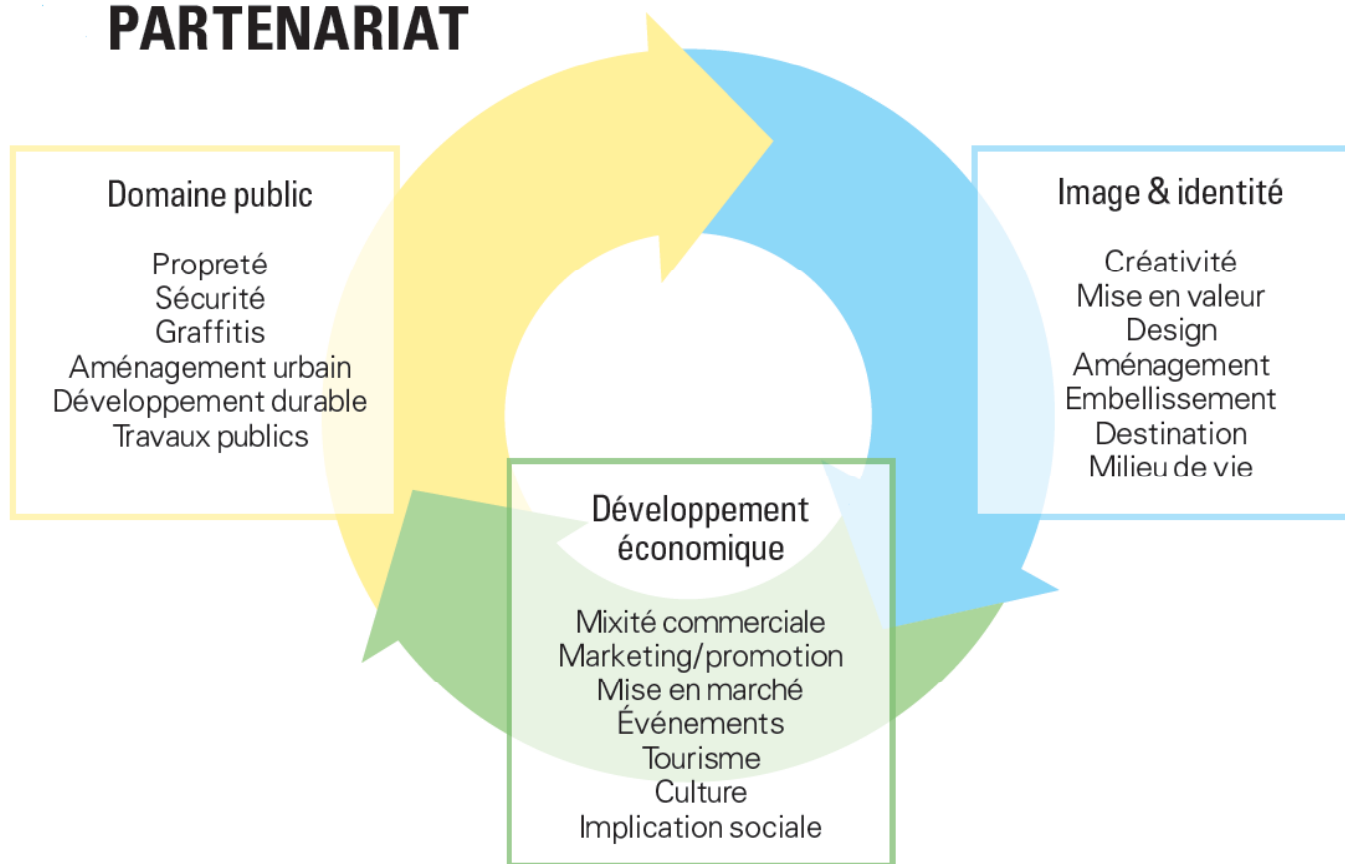 PARTENARIAT
Domaine public
Propreté
Sécurité
Graffitis
Aménagement urbain
Développement durable
Travaux publics
Image & identité
Créativité
Mise en valeur
Design
Aménagement
Embellissement
Destination
Milieu de vie
Développement
économique
Mixité commerciale
Marketing/promotion
Mise en marché
Événements
Tourisme
Culture
Implication sociale